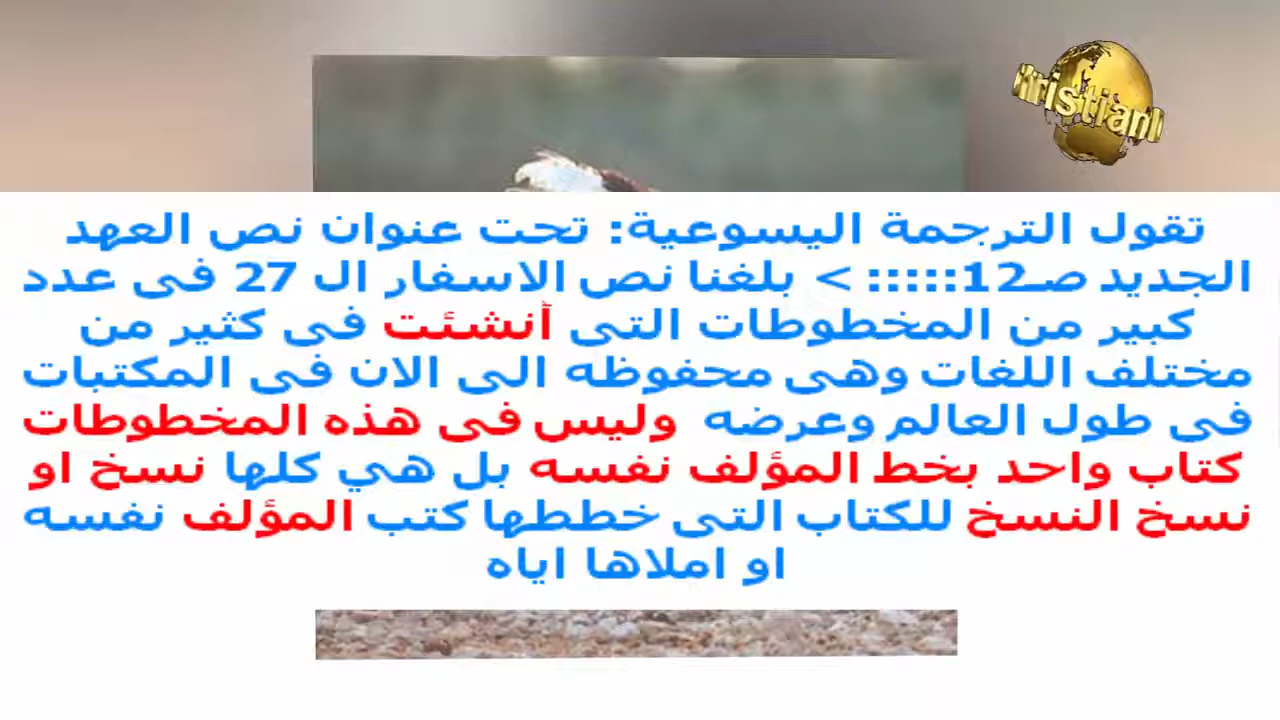 christianl
تقول الترجمة اليسوعية: تحت عنوان نص العهد
الجديد صـ12::::: > بلغنا نص الاسفار ال 27 فى عدد
كبير من المخطوطات التى أنشئت فى كثير من
مختلف اللغات وهى محفوظه الى الان فى المكتبات
فى طول العالم وعرضه وليس فى هذه المخطوطات
كتاب واحد بخط المؤلف نفسه بل هي كلها نسخ او
نسخ النسخ للكتاب التى خططها كتب المؤلف نفسه
او املاها اياه